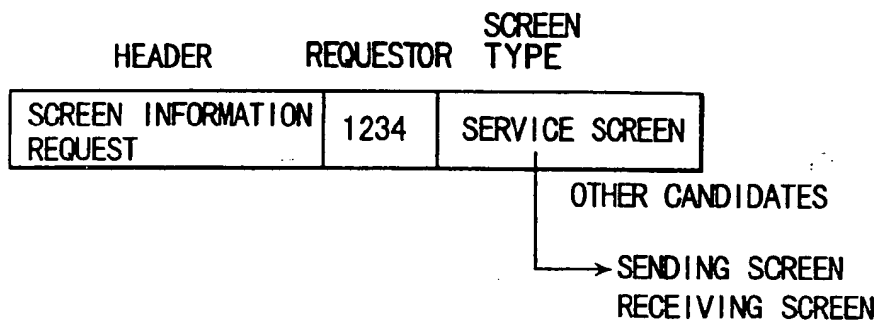 HEADER REQUESTOR SCREEN TYPE
SCREEN INFORMATION REQUEST
1234
SERVICE SCREEN
OTHER CANDIDATES
SENDING SCREEN
RECEIVING SCREEN